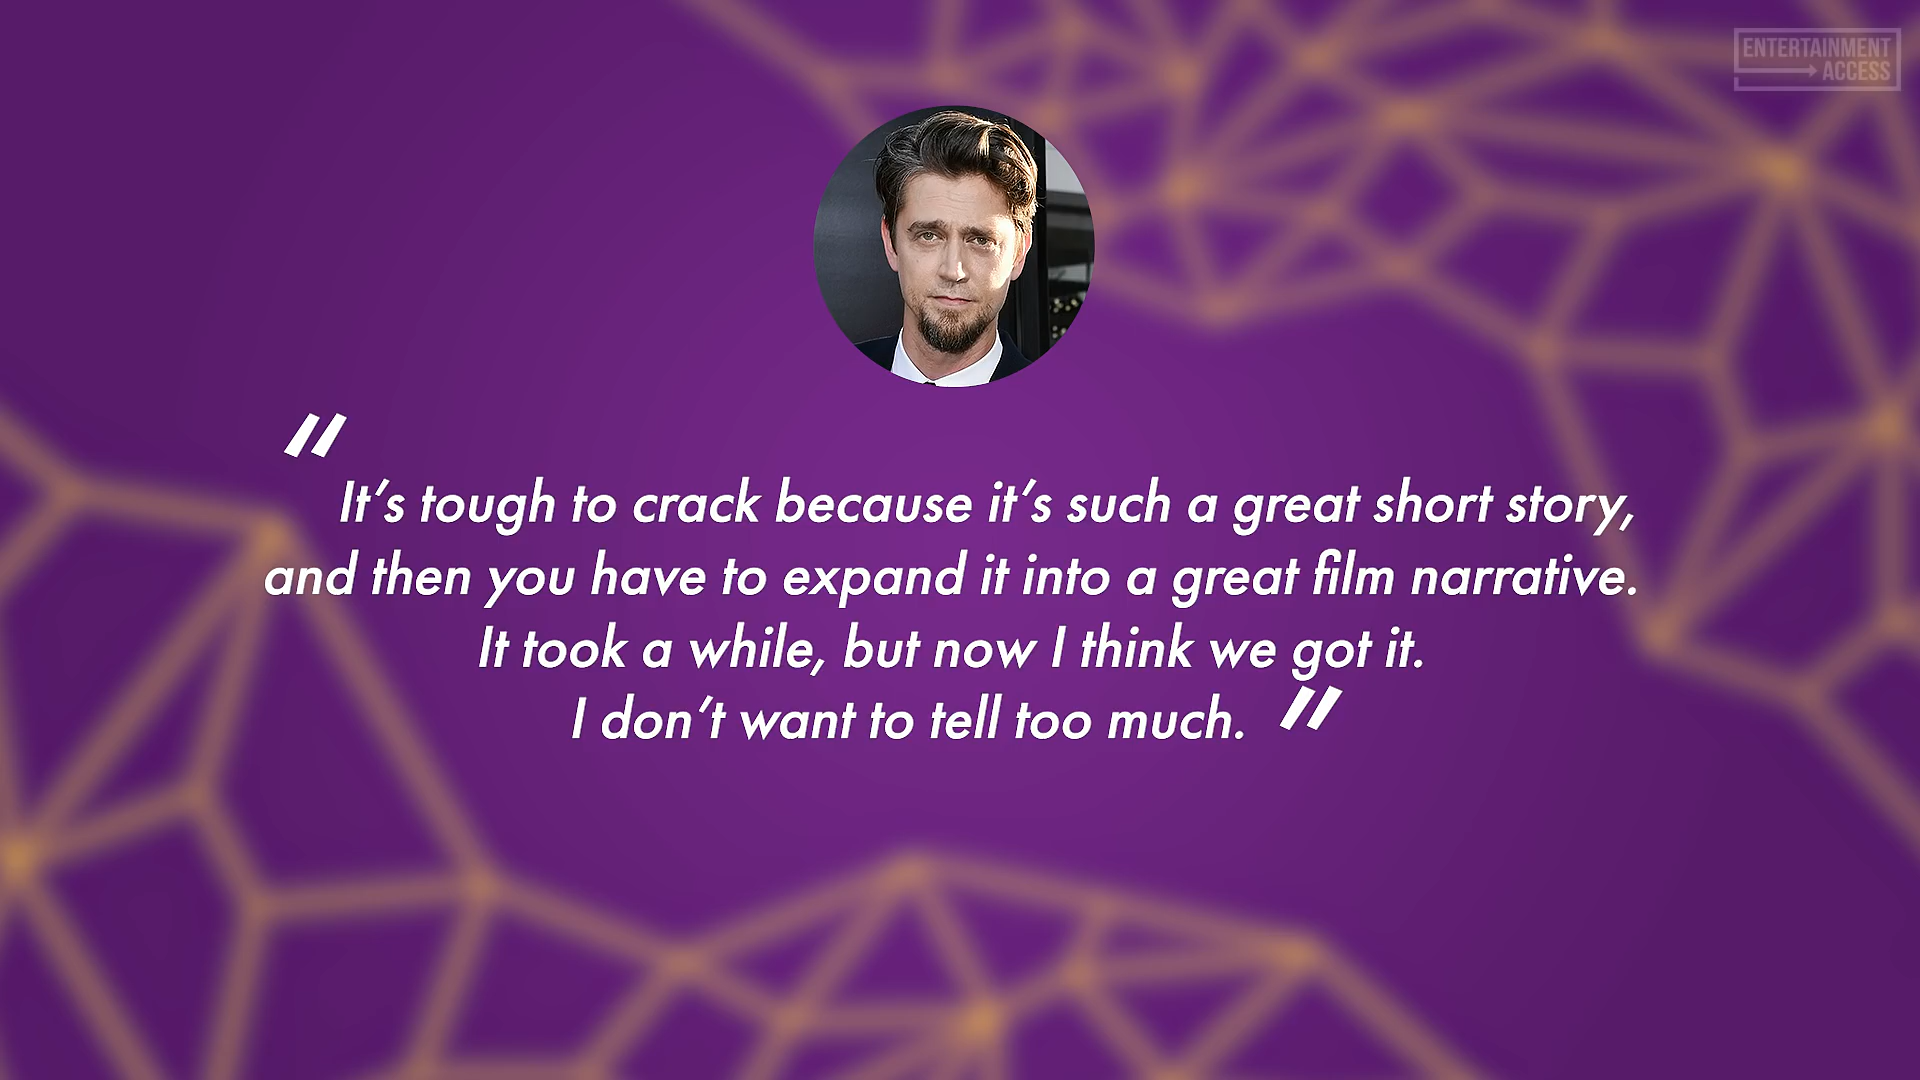 ENTERTAINMENT
ACCESS
"It's tough to crack because it's such a great short story,
and then you have to expand it into a great film narrative.
It took a while, but now I think we got it.
I don't want to tell too much."